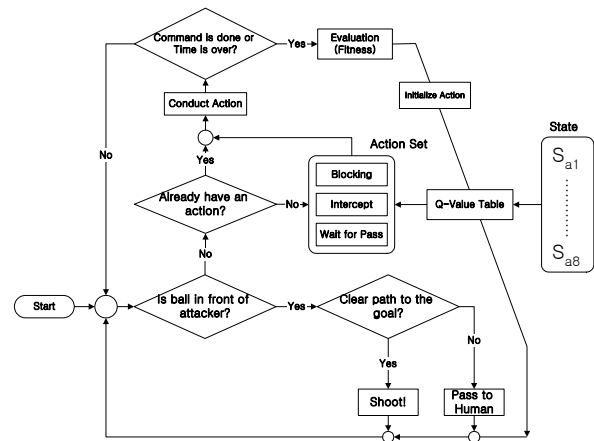 Command is done or
Time is over?
Yes
Evaluation
(Fitness)
Initialize Action
Conduct Action
No
Yes
Action Set
State
Blocking
Intercept
Wait for Pass
Already have an
action?
No
Q-Value Table
Sa1
Sa8
No
Start
Is ball in front of
attacker?
Yes
Clear path to the
goal?
No
Yes
Shoot!
Pass to
Human